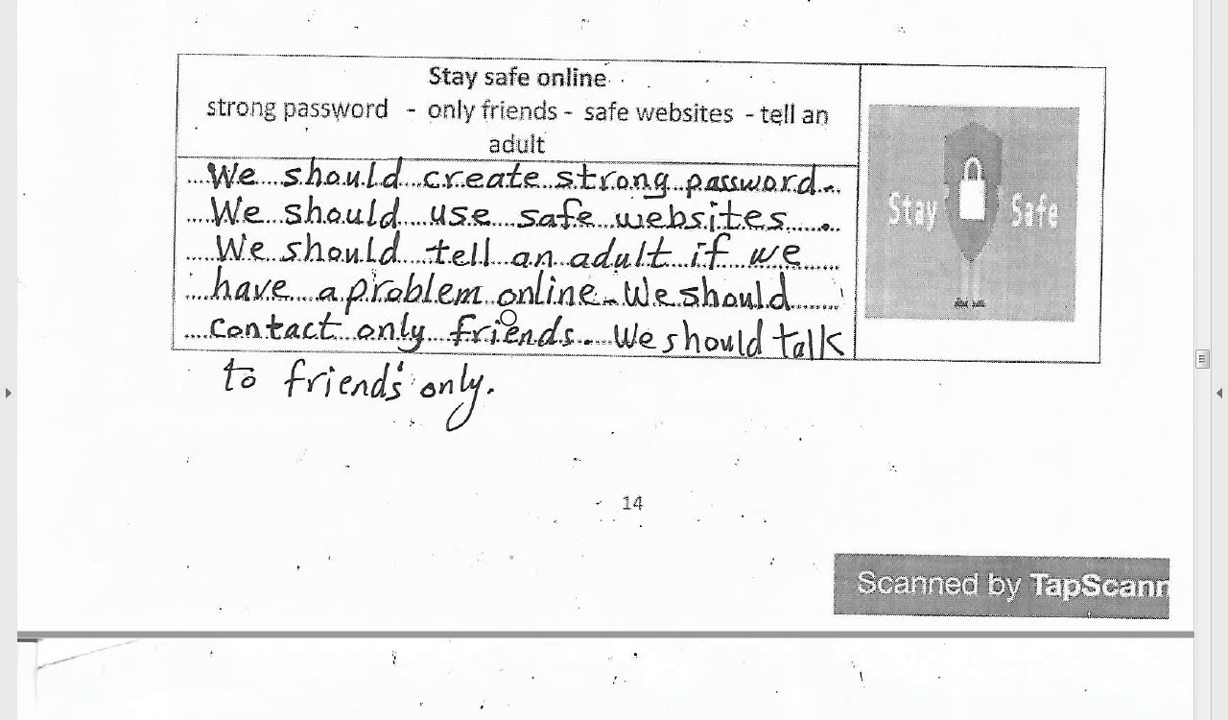 Stay safe online
strong password - only friends - safe websites - tell an
adult
We should create strong password.
We should use safe websites.
We should tell an adult if we
have a problem online. We should
contact only friends. We should talk
to friends only.
Stay Safe
14
Scanned by TapScann